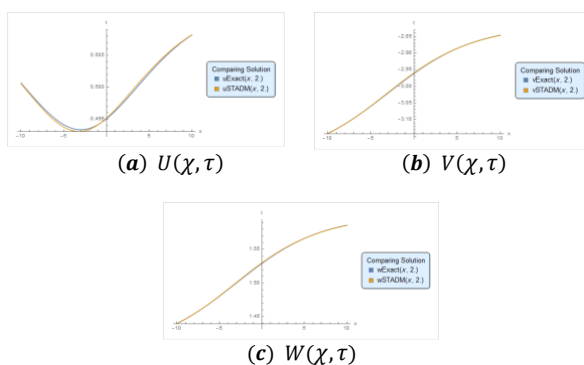 t
0.505
0.500
0.495
-10
-5
5
10
x
Comparing Solution
uExact(x, 2.)
uSTADM(x, 2.)
(a) U(χ,τ)
t
-2.95
-3.05
-3.10
-10
-5
5
10
x
Comparing Solution
vExact(x, 2.)
vSTADM(x, 2.)
(b) V(χ,τ)
t
1.55
1.50
1.45
-10
-5
5
10
x
Comparing Solution
wExact(x, 2.)
wSTADM(x, 2.)
(c) W(χ,τ)